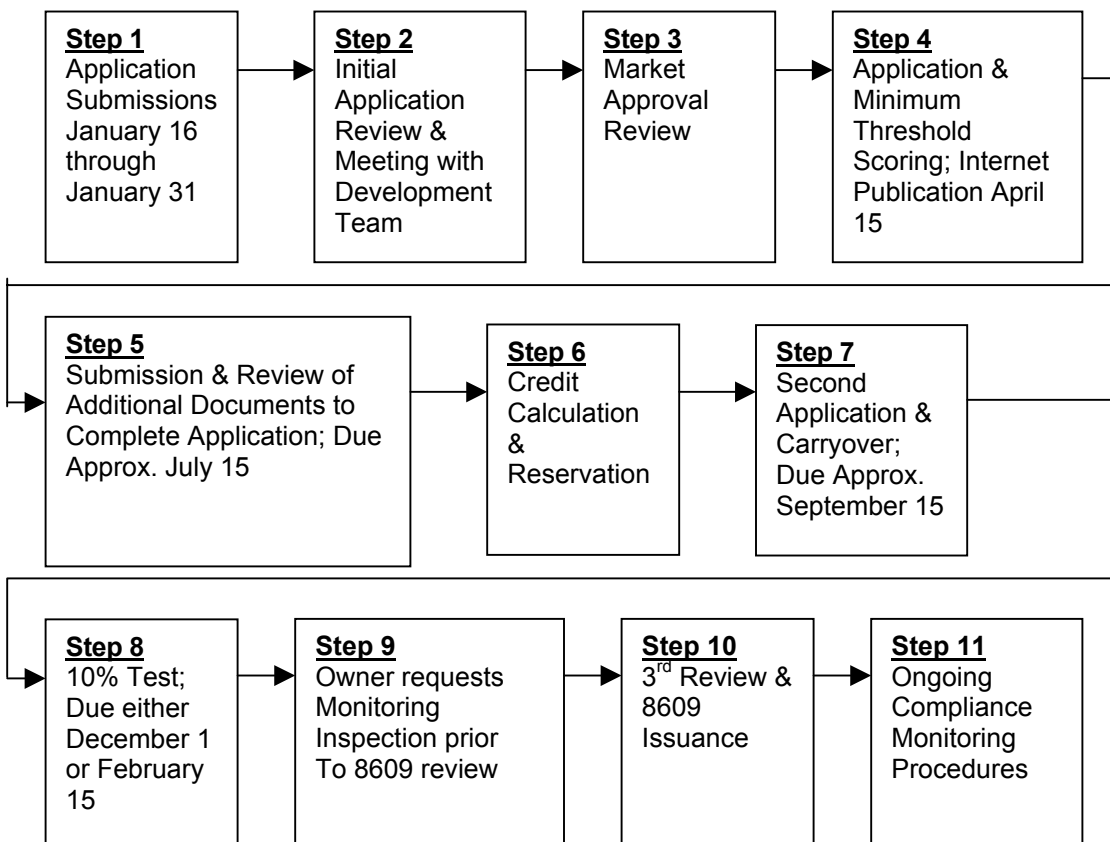 Step 1
Application
Submissions
January 16
through
January 31
Step 2
Initial
Application
Review &
Meeting with
Development
Team
Step 3
Market
Approval
Review
Step 4
Application &
Minimum
Threshold
Scoring; Internet
Publication April
15
Step 5
Submission & Review of
Additional Documents to
Complete Application; Due
Approx. July 15
Step 6
Credit
Calculation
&
Reservation
Step 7
Second
Application &
Carryover;
Due Approx.
September 15
Step 8
10% Test;
Due either
December 1
or February
15
Step 9
Owner requests
Monitoring
Inspection prior
To 8609 review
Step 10
3rd Review &
8609
Issuance
Step 11
Ongoing
Compliance
Monitoring
Procedures